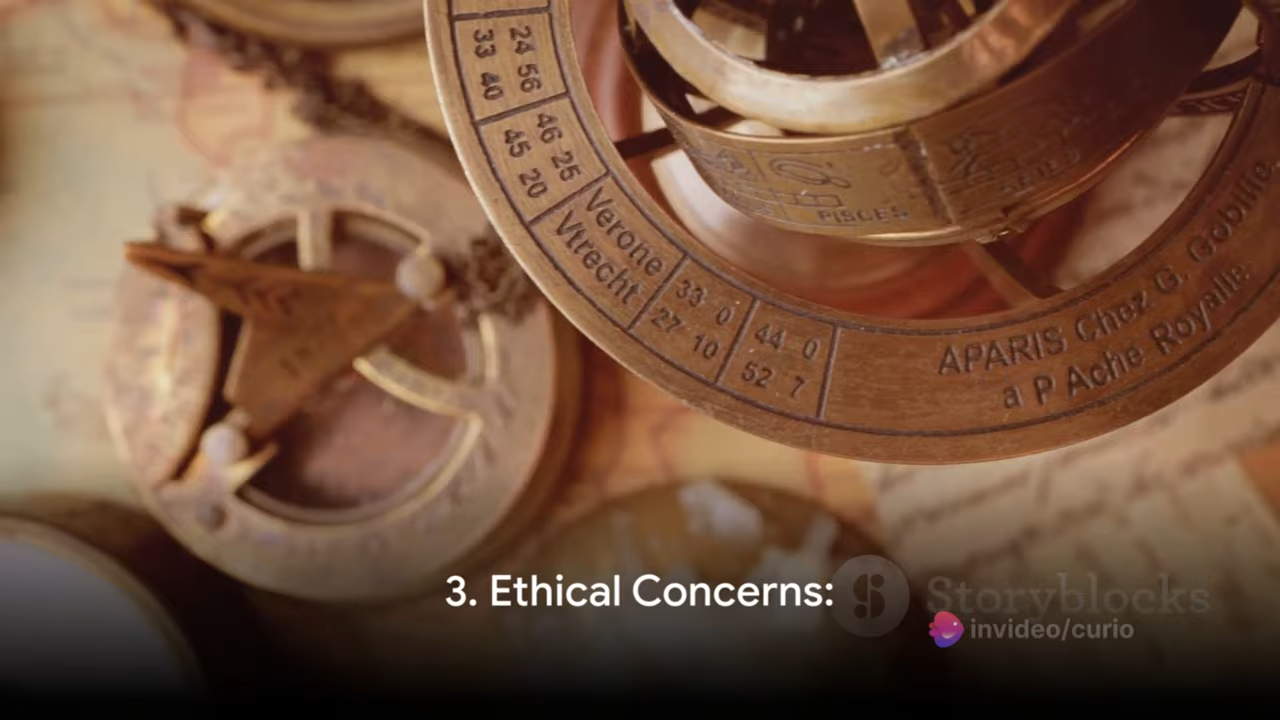 24 56
33 40
46 25
45 20
Verone
Vtrecht
33 0
27 10
44 0
52 7
APARIS Chez G. Gobille.
a P Ache Royalle
PISCES
3. Ethical Concerns:
Storyblocks
invideo/curio